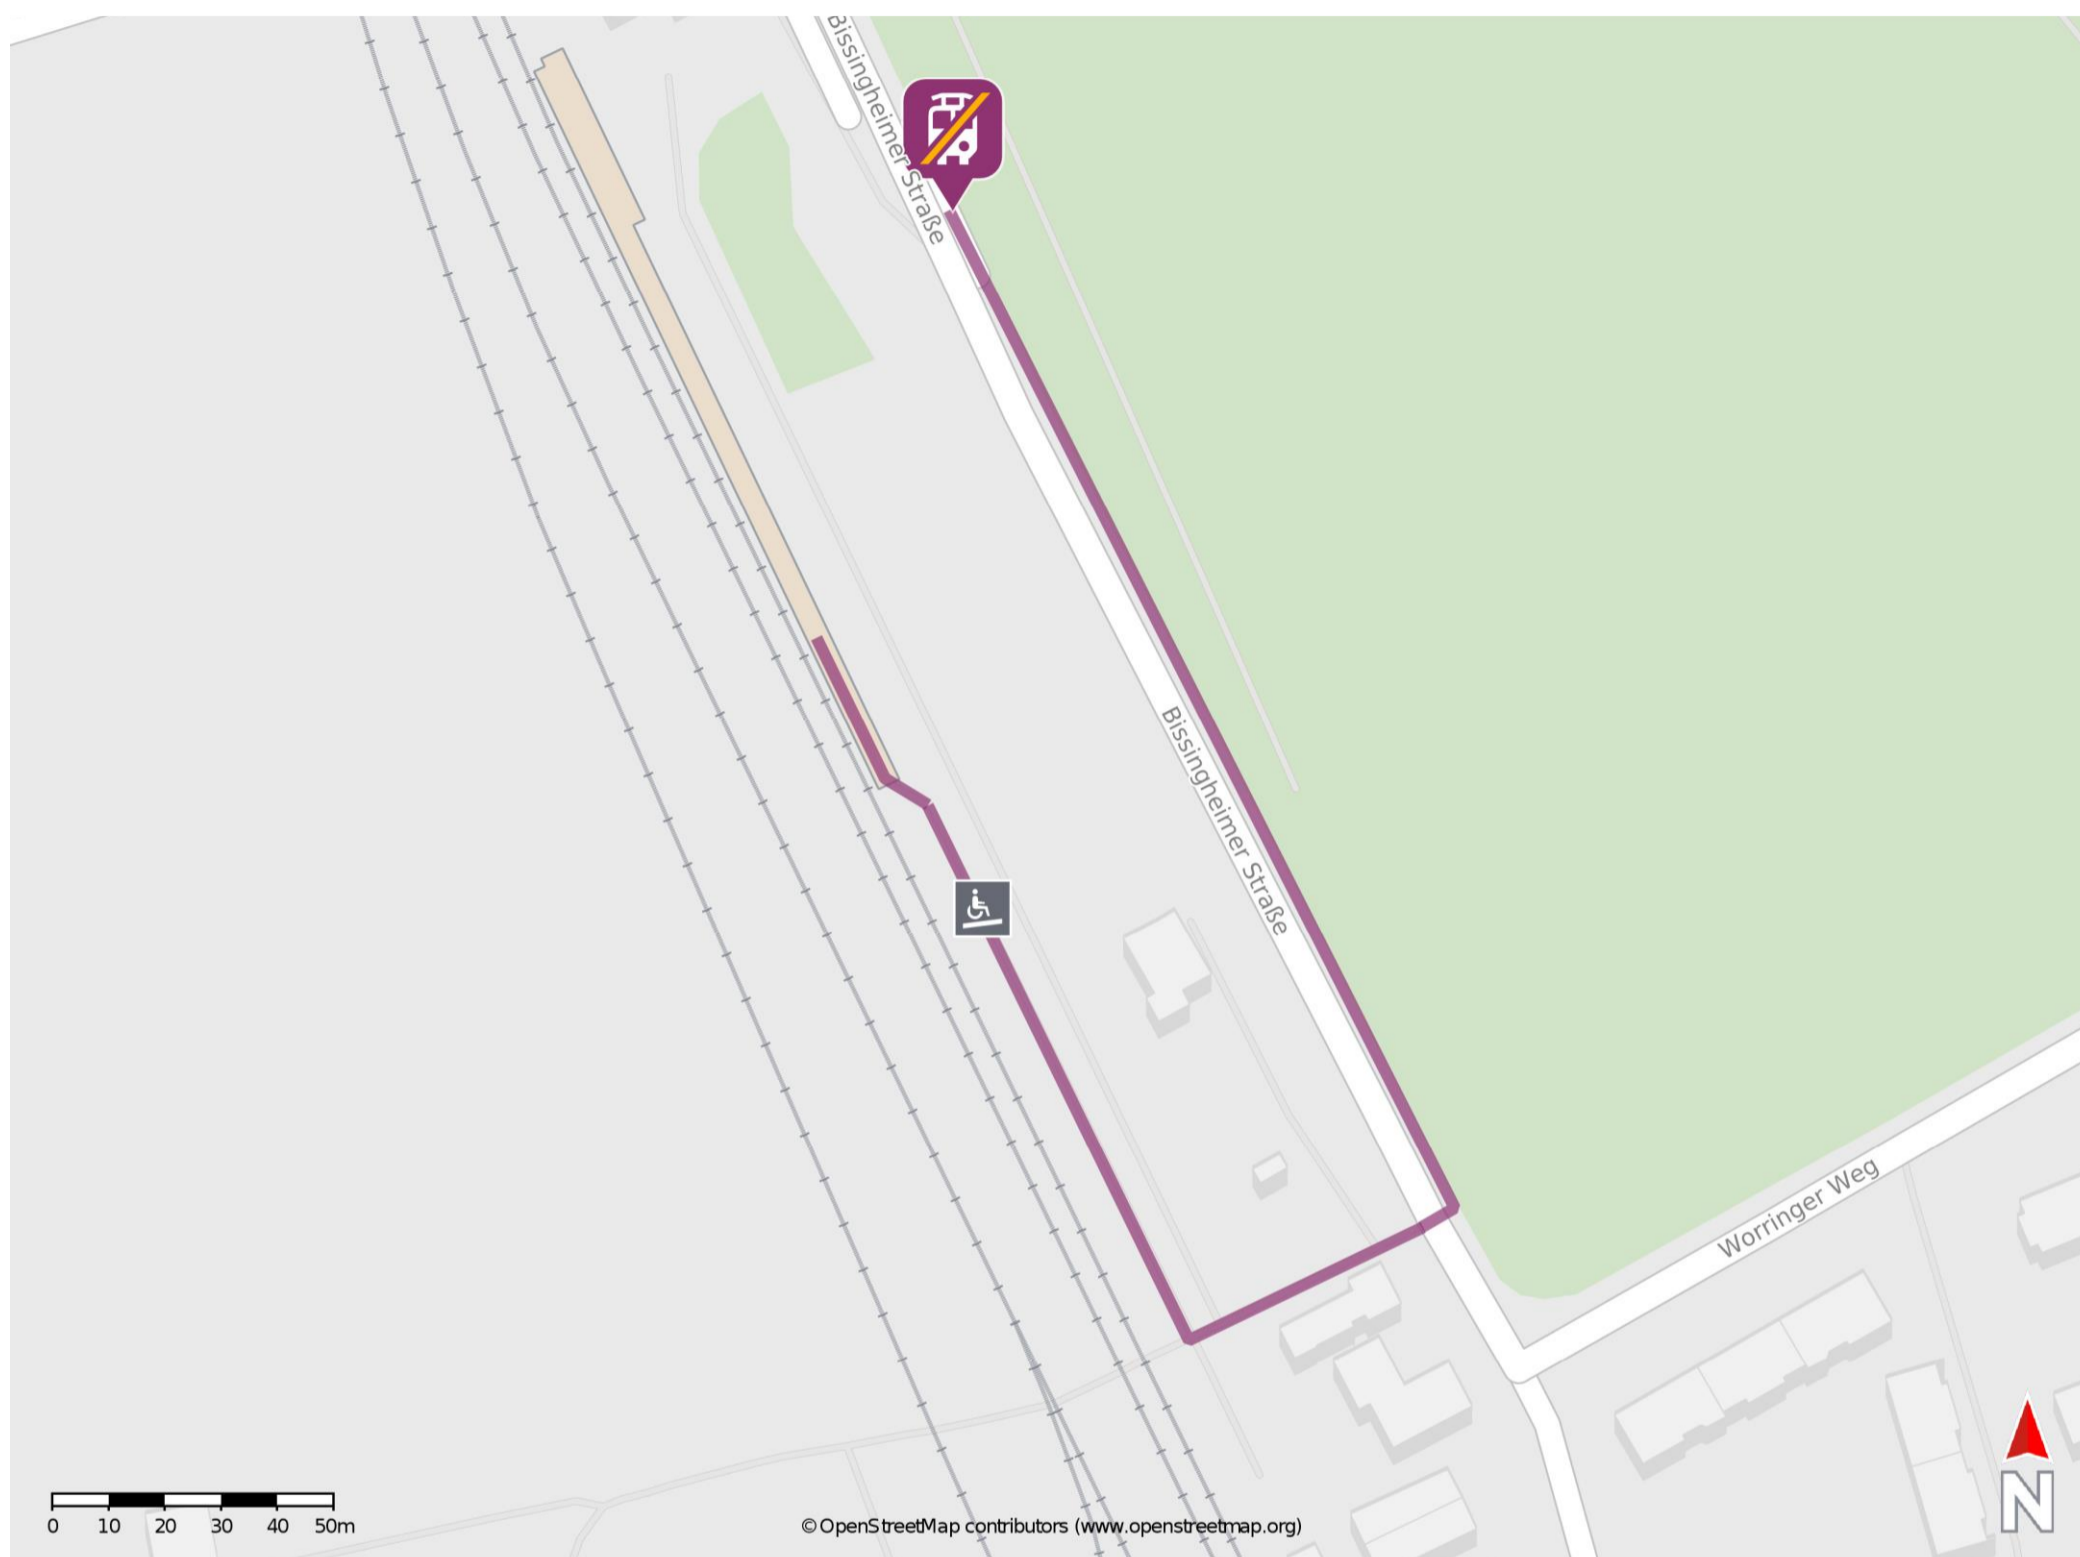 Bissingheimer Straße
Bissingheimer Straße
Worringer Weg
N
0 10 20 30 40 50m
© OpenStreetMap contributors (www.openstreetmap.org)